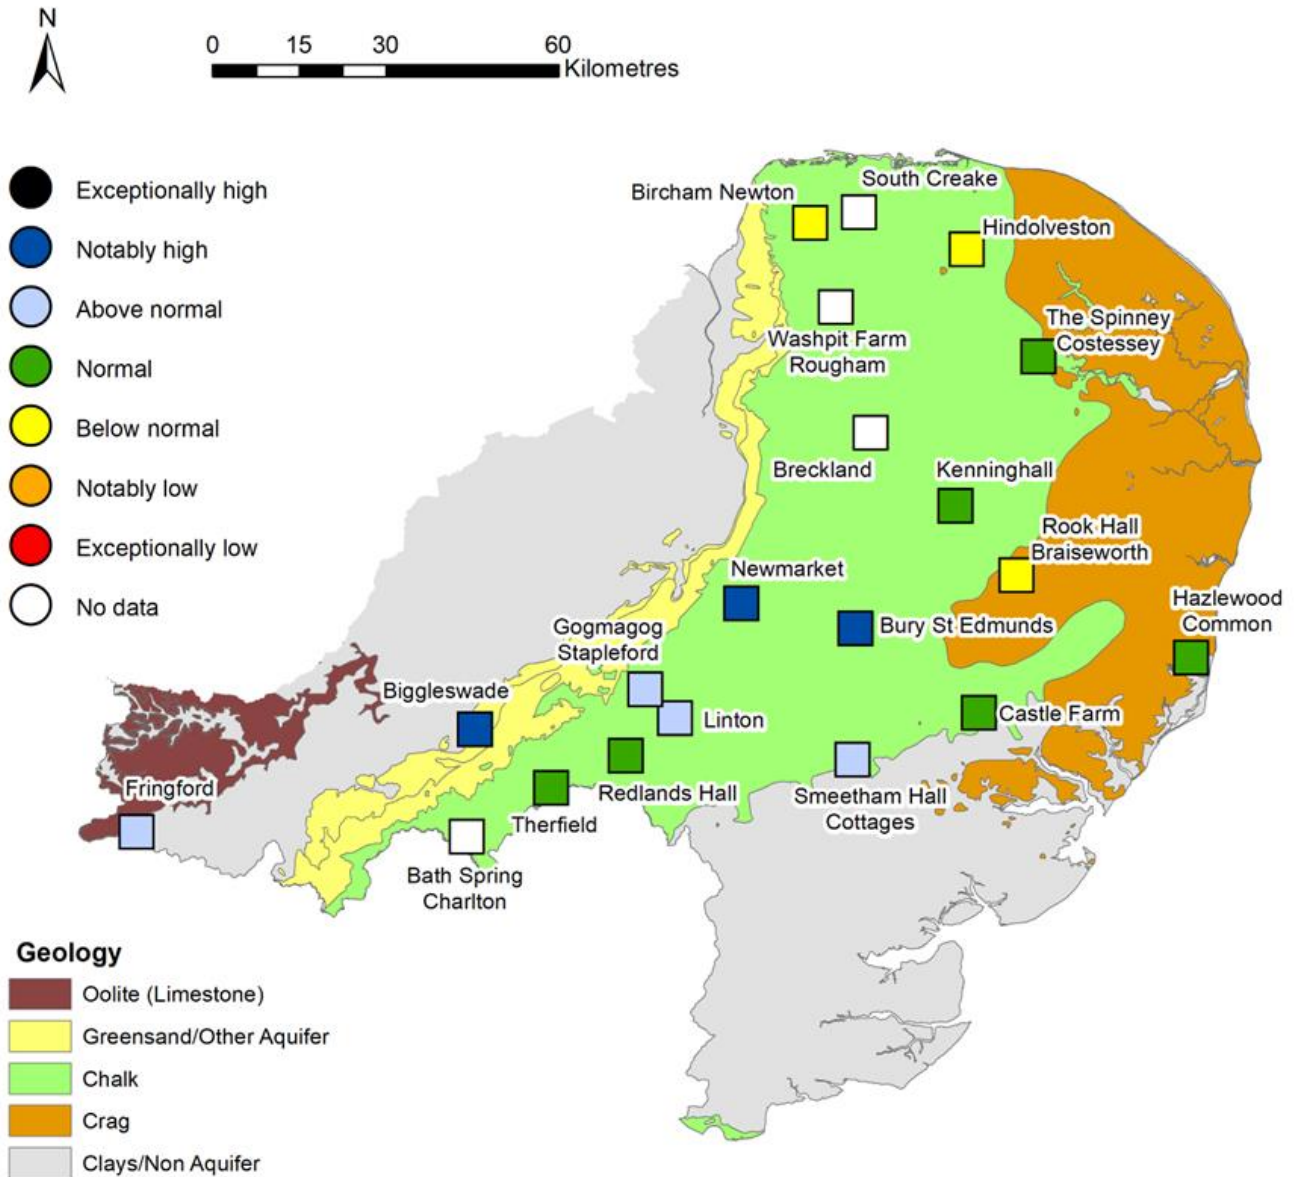 N
0 15 30 60
Kilometres
Exceptionally high
Notably high
Above normal
Normal
Below normal
Notably low
Exceptionally low
No data
South Creake
Bircham Newton
Hindolveston
The Spinney
Costessey
Washpit Farm
Rougham
Breckland
Kenninghall
Rook Hall
Braiseworth
Newmarket
Hazlewood
Common
Gogmagog
Stapleford
Bury St Edmunds
Biggleswade
Linton
Castle Farm
Fringford
Redlands Hall
Smeetham Hall
Cottages
Therfield
Bath Spring
Charlton
Geology
Oolite (Limestone)
Greensand/Other Aquifer
Chalk
Crag
Clays/Non Aquifer